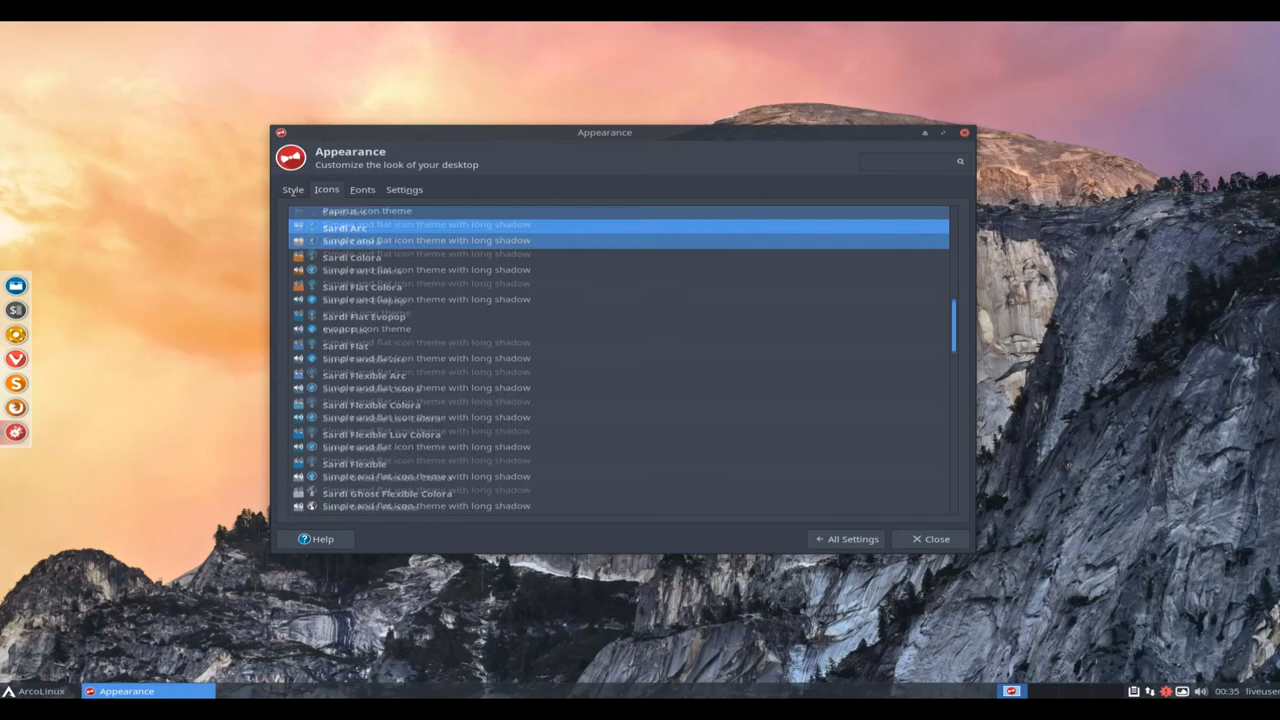 Appearance
Appearance
Customize the look of your desktop
Style Icons Fonts Settings
Papirus icon theme
Sardi Arc
Simple and flat icon theme with long shadow
Sardi Colora
Simple and flat icon theme with long shadow
Sardi Flat Colora
Simple and flat icon theme with long shadow
Sardi Flat Evopop
evopop icon theme
Sardi Flat
Simple and flat icon theme with long shadow
Sardi Flexible Arc
Simple and flat icon theme with long shadow
Sardi Flexible Colora
Simple and flat icon theme with long shadow
Sardi Flexible Luv Colora
Simple and flat icon theme with long shadow
Sardi Flexible
Simple and flat icon theme with long shadow
Sardi Ghost Flexible Colora
Simple and flat icon theme with long shadow
Help
All Settings
Close
ArcoLinux
Appearance
00:35 liveuser